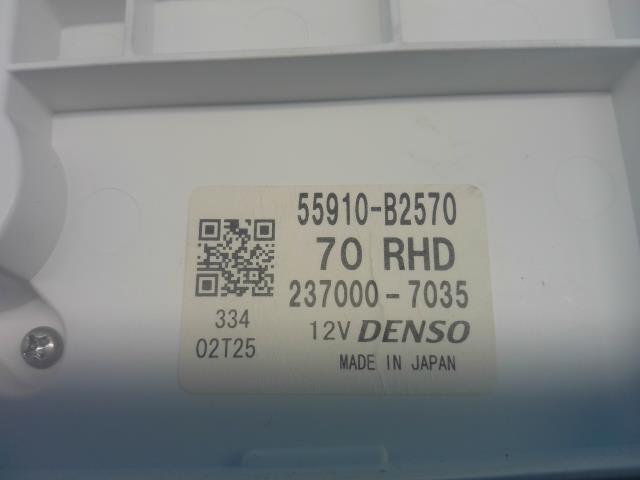 55910-B2570
70 RHD
237000-7035
334
12V DENSO
02T25
MADE IN JAPAN